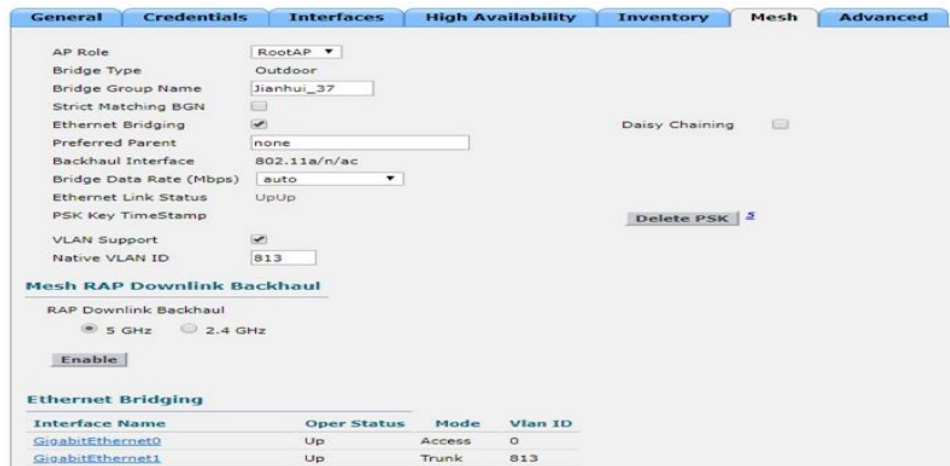 General Credentials Interfaces High Availability Inventory Mesh Advanced
AP Role RootAP
Bridge Type Outdoor
Bridge Group Name Jianhui_37
Strict Matching BGN
Ethernet Bridging Daisy Chaining
Preferred Parent none
Backhaul Interface 802.11a/n/ac
Bridge Data Rate (Mbps) auto
Ethernet Link Status UpUp
PSK Key TimeStamp Delete PSK 5
VLAN Support
Native VLAN ID 813
Mesh RAP Downlink Backhaul
RAP Downlink Backhaul
5 GHz 2.4 GHz
Enable
Ethernet Bridging
Interface Name Oper Status Mode Vlan ID
GigabitEthernet0 Up Access 0
GigabitEthernet1 Up Trunk 813